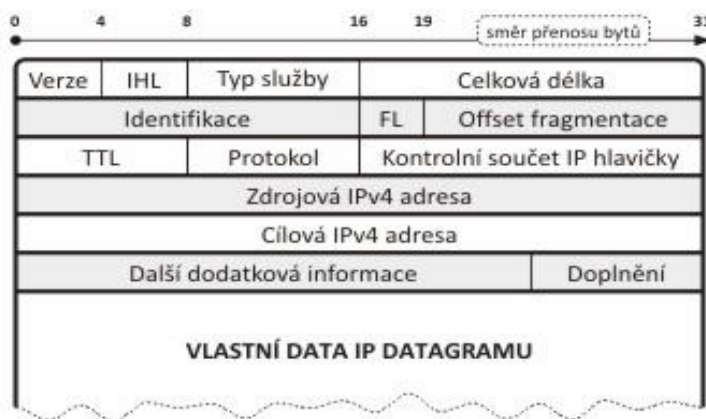 0 4 8 16 19 31
směr přenosu bytů
Verze IHL Typ služby Celková délka
Identifikace FL Offset fragmentace
TTL Protokol Kontrolní součet IP hlavičky
Zdrojová IPv4 adresa
Cílová IPv4 adresa
Další dodatková informace Doplnění
VLASTNÍ DATA IP DATAGRAMU